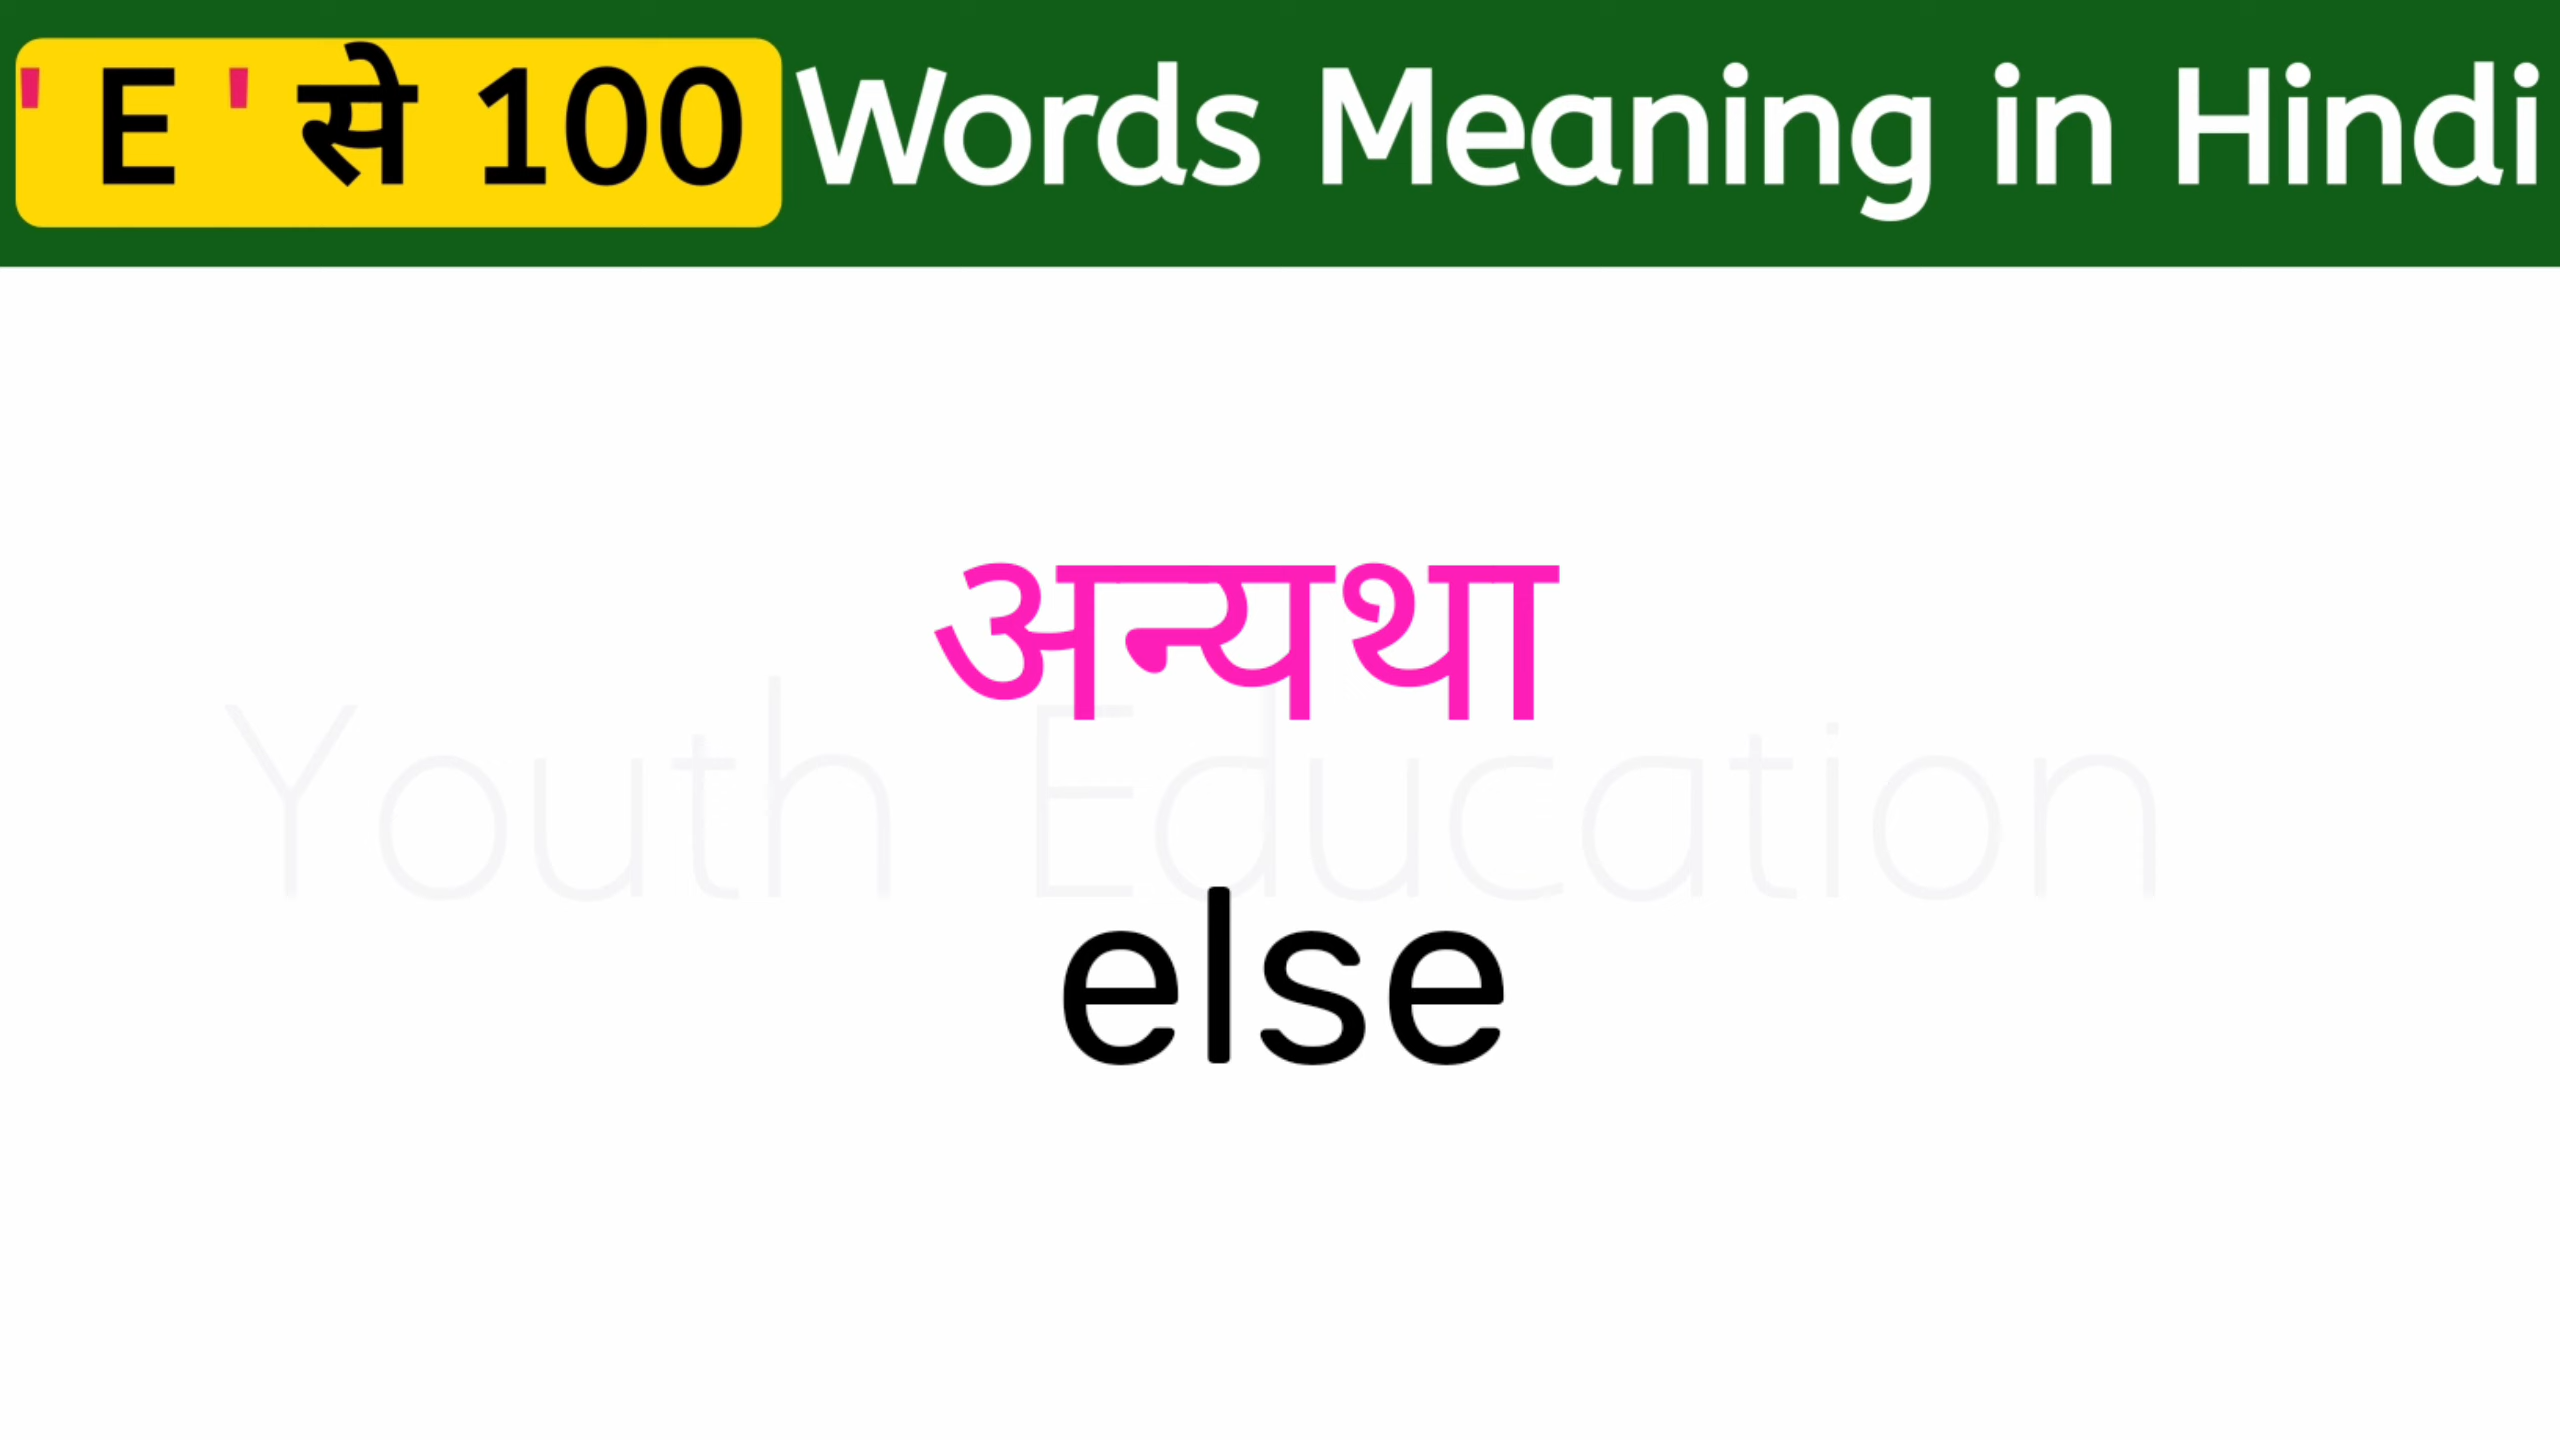 ' E ' से 100 Words Meaning in Hindi
अन्यथा
Youth Education
else